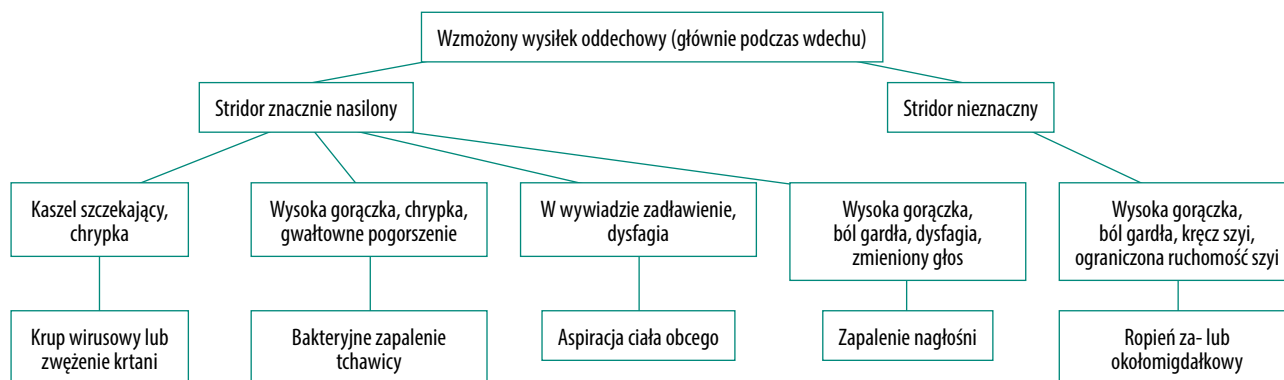 Wzmożony wysiłek oddechowy (głównie podczas wdechu)
Stridor znacznie nasilony
Stridor nieznaczny
Kaszel szczekający,
chrypka
Wysoka gorączka, chrypka,
gwałtowne pogorszenie
W wywiadzie zadławienie,
dysfagia
Wysoka gorączka,
ból gardła, dysfagia,
zmieniony głos
Wysoka gorączka,
ból gardła, kręcz szyi,
ograniczona ruchomość szyi
Krup wirusowy lub
zwężenie krtani
Bakteryjne zapalenie
tchawicy
Aspiracja ciała obcego
Zapalenie nagłośni
Ropień za- lub
okołomigdałkowy